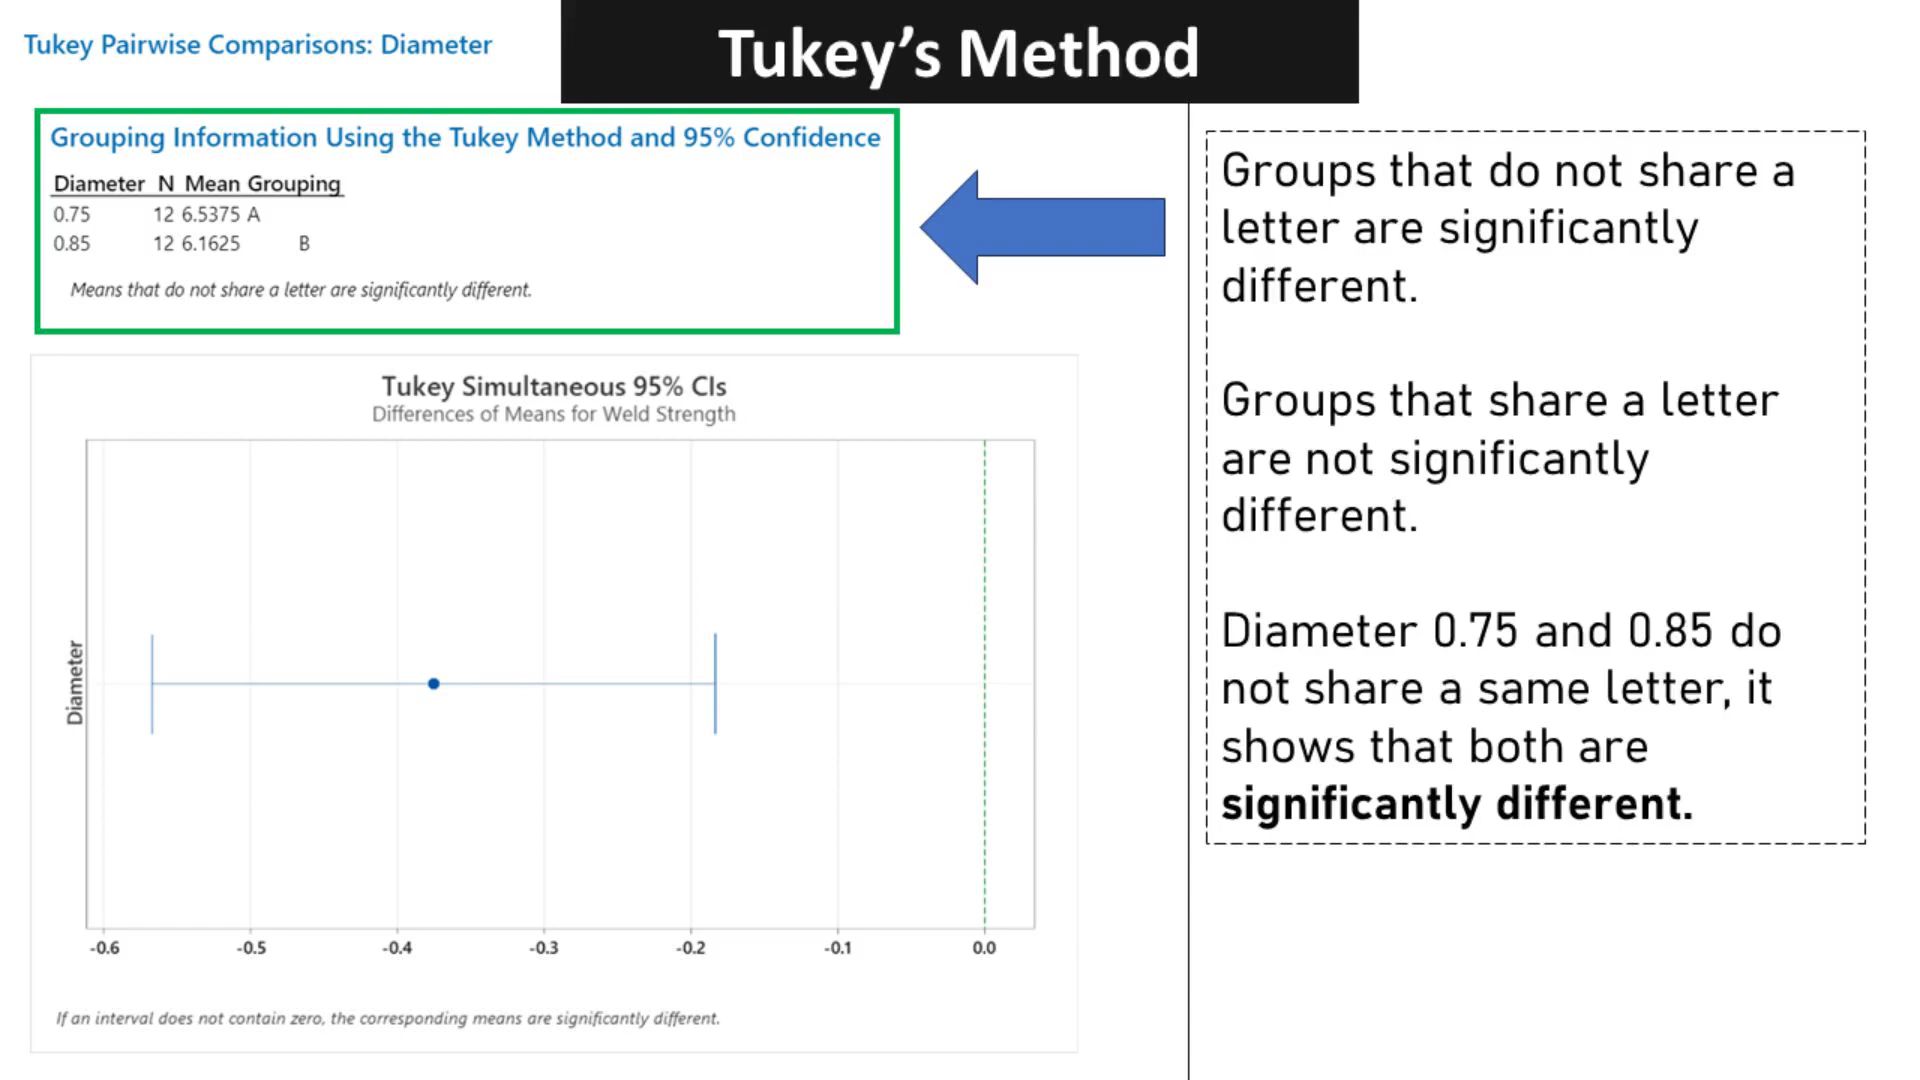 Tukey Pairwise Comparisons: Diameter
Tukey's Method
Grouping Information Using the Tukey Method and 95% Confidence
Diameter N Mean Grouping
0.75 12 6.5375 A
0.85 12 6.1625 B
Means that do not share a letter are significantly different.
Tukey Simultaneous 95% CIs
Differences of Means for Weld Strength
Diameter
-0.6 -0.5 -0.4 -0.3 -0.2 -0.1 0.0
If an interval does not contain zero, the corresponding means are significantly different.
Groups that do not share a
letter are significantly
different.
Groups that share a letter
are not significantly
different.
Diameter 0.75 and 0.85 do
not share a same letter, it
shows that both are
significantly different.